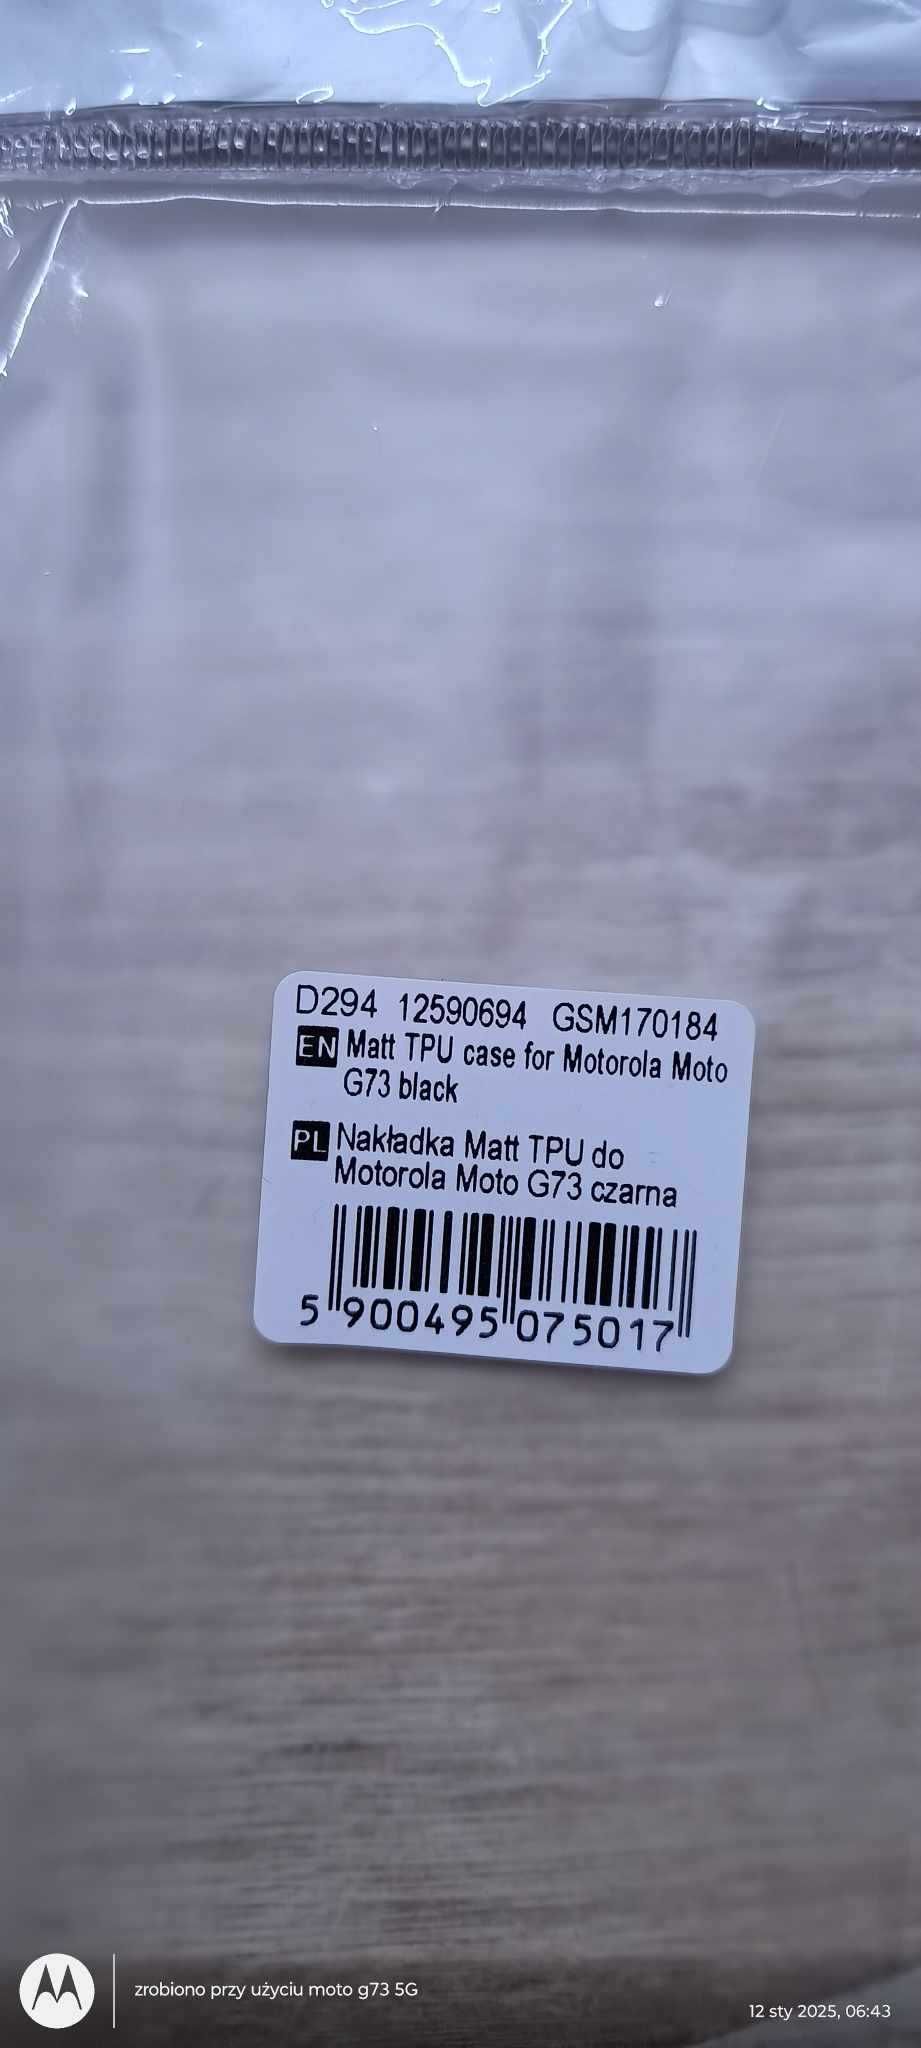 D294 12590694 GSM170184
EN Matt TPU case for Motorola Moto
G73 black
PL Nakładka Matt TPU do
Motorola Moto G73 czarna
5 900495 075017
zrobiono przy użyciu moto g73 5G
12 sty 2025, 06:43